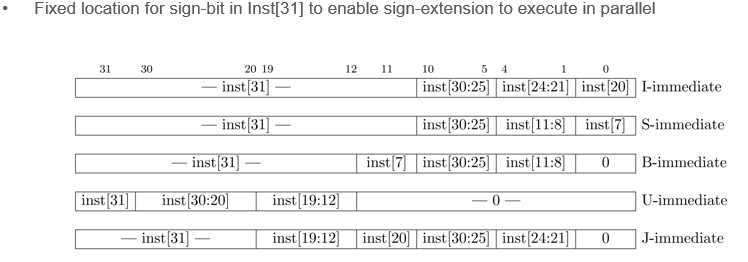 • Fixed location for sign-bit in Inst[31] to enable sign-extension to execute in parallel
31 30 20 19 12 11 10 5 4 1 0
— inst[31] — inst[30:25] inst[24:21] inst[20] I-immediate
— inst[31] — inst[30:25] inst[11:8] inst[7] S-immediate
— inst[31] — inst[7] inst[30:25] inst[11:8] 0 B-immediate
inst[31] inst[30:20] inst[19:12] — 0 — U-immediate
— inst[31] — inst[19:12] inst[20] inst[30:25] inst[24:21] 0 J-immediate